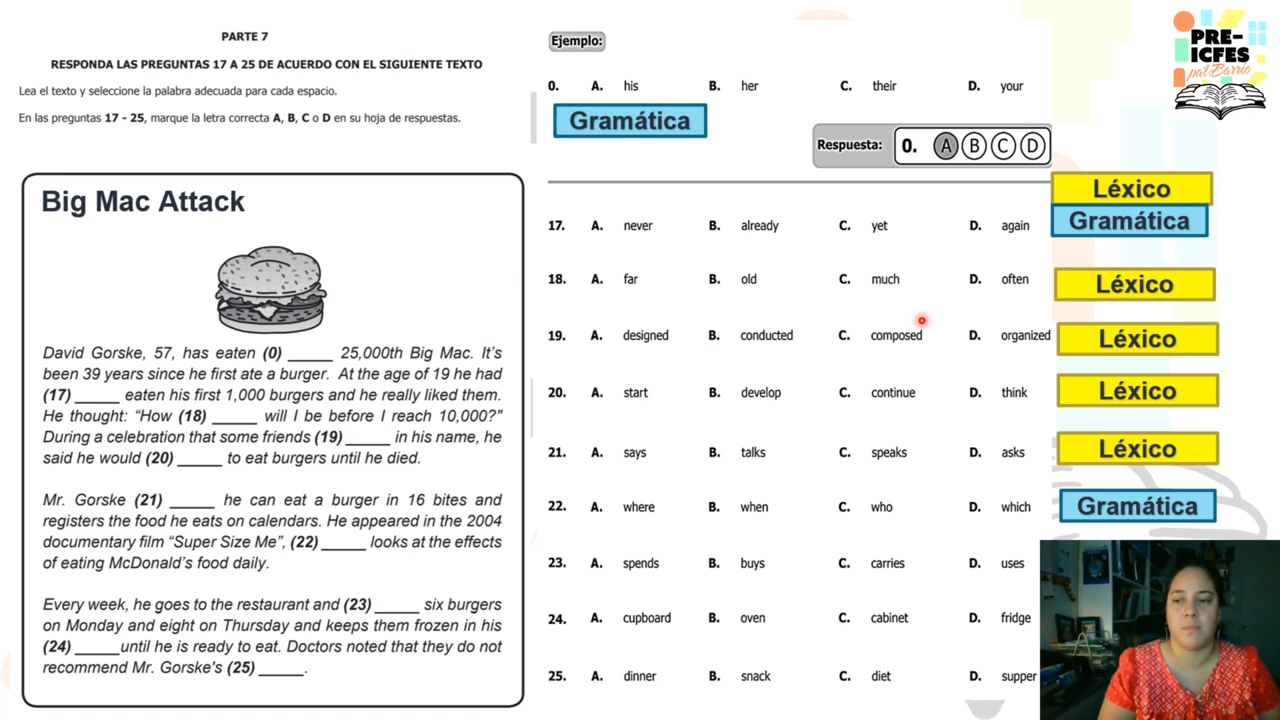 PARTE 7
RESPONDA LAS PREGUNTAS 17 A 25 DE ACUERDO CON EL SIGUIENTE TEXTO
Lea el texto y seleccione la palabra adecuada para cada espacio.
En las preguntas 17 - 25, marque la letra correcta A, B, C o D en su hoja de respuestas.
Big Mac Attack
David Gorske, 57, has eaten (0) _____ 25,000th Big Mac. It's
been 39 years since he first ate a burger. At the age of 19 he had
(17) _____ eaten his first 1,000 burgers and he really liked them.
He thought: "How (18) _____ will I be before I reach 10,000?"
During a celebration that some friends (19) _____ in his name, he
said he would (20) _____ to eat burgers until he died.
Mr. Gorske (21) _____ he can eat a burger in 16 bites and
registers the food he eats on calendars. He appeared in the 2004
documentary film "Super Size Me", (22) _____ looks at the effects
of eating McDonald's food daily.
Every week, he goes to the restaurant and (23) _____ six burgers
on Monday and eight on Thursday and keeps them frozen in his
(24) _____ until he is ready to eat. Doctors noted that they do not
recommend Mr. Gorske's (25) _____.
Ejemplo:
0. A. his B. her C. their D. your
Gramática
Respuesta: 0. A B C D
Léxico
Gramática
17. A. never B. already C. yet D. again
18. A. far B. old C. much D. often Léxico
19. A. designed B. conducted C. composed D. organized Léxico
20. A. start B. develop C. continue D. think Léxico
21. A. says B. talks C. speaks D. asks Léxico
22. A. where B. when C. who D. which Gramática
23. A. spends B. buys C. carries D. uses
24. A. cupboard B. oven C. cabinet D. fridge
25. A. dinner B. snack C. diet D. supper
PRE-
ICFES
pa'l Barrio